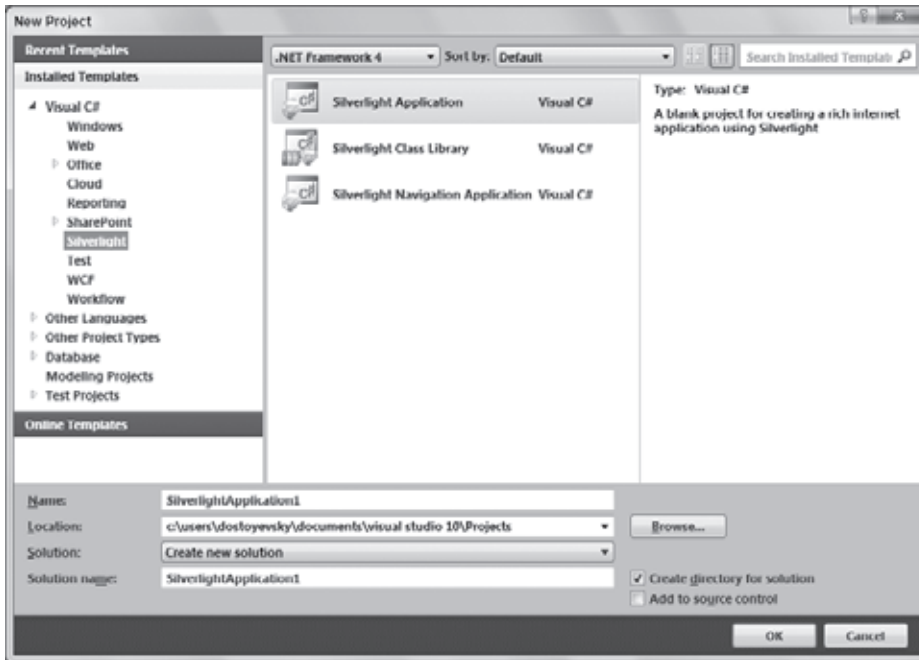 New Project
Recent Templates
Installed Templates
Visual C#
Windows
Web
Office
Cloud
Reporting
SharePoint
Silverlight
Test
WCF
Workflow
Other Languages
Other Project Types
Database
Modeling Projects
Test Projects
Online Templates
.NET Framework 4 Sort by: Default Search Installed Templat
Silverlight Application Visual C#
Silverlight Class Library Visual C#
Silverlight Navigation Application Visual C#
Type: Visual C#
A blank project for creating a rich internet
application using Silverlight
Name: SilverlightApplication1
Location: c:\users\dostoyevsky\documents\visual studio 10\Projects Browse...
Solution: Create new solution
Solution name: SilverlightApplication1 Create directory for solution
Add to source control
OK Cancel